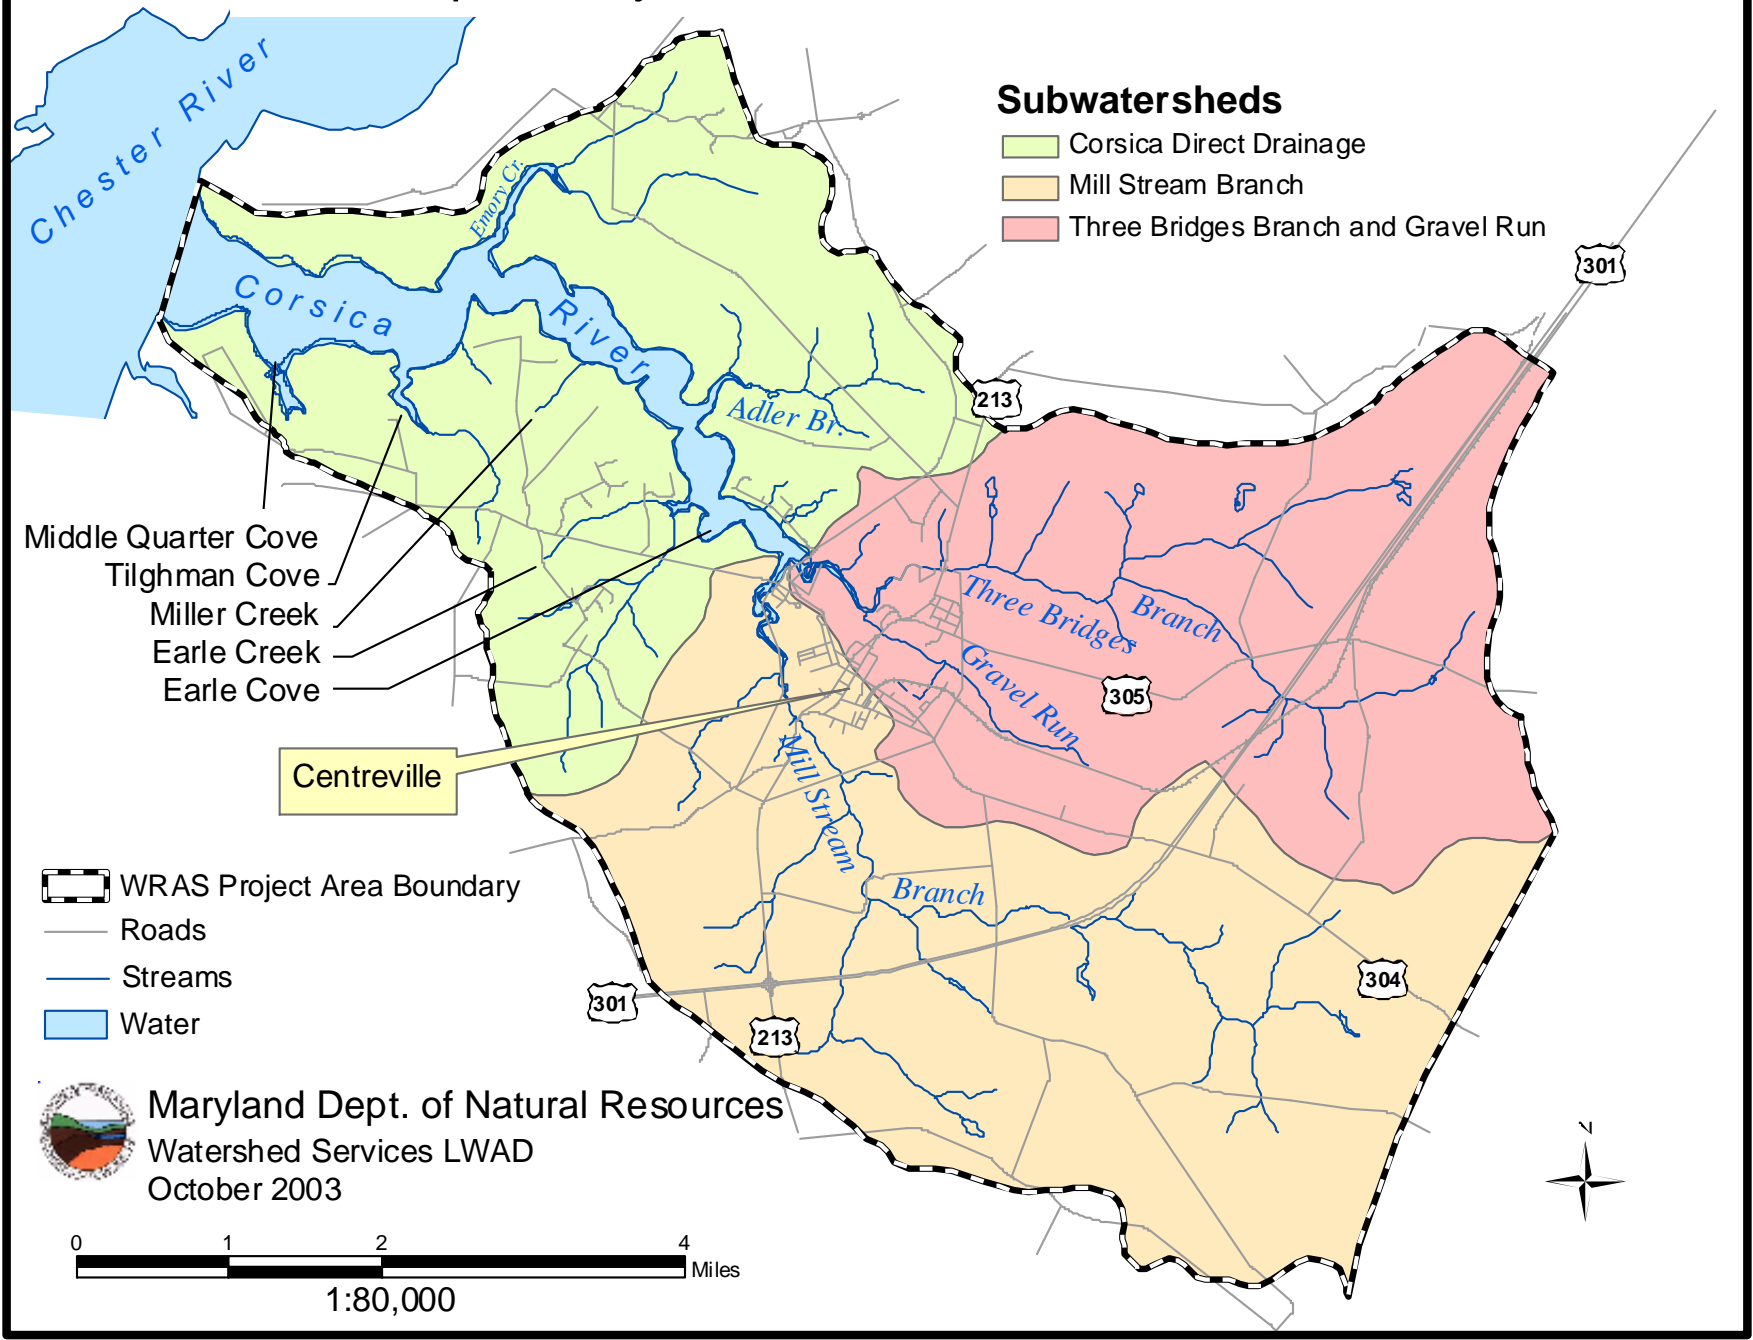 Chester River
Emory Cr.
Subwatersheds
Corsica Direct Drainage
Mill Stream Branch
Three Bridges Branch and Gravel Run
301
Corsica
River
213
Adler Br.
Middle Quarter Cove
Tilghman Cove
Miller Creek
Earle Creek
Earle Cove
Three Bridges
Branch
Gravel Run
305
Centreville
Mill Stream
Branch
WRAS Project Area Boundary
Roads
Streams
Water
301
213
304
Maryland Dept. of Natural Resources
Watershed Services LWAD
October 2003
N
0 1 2 4
Miles
1:80,000